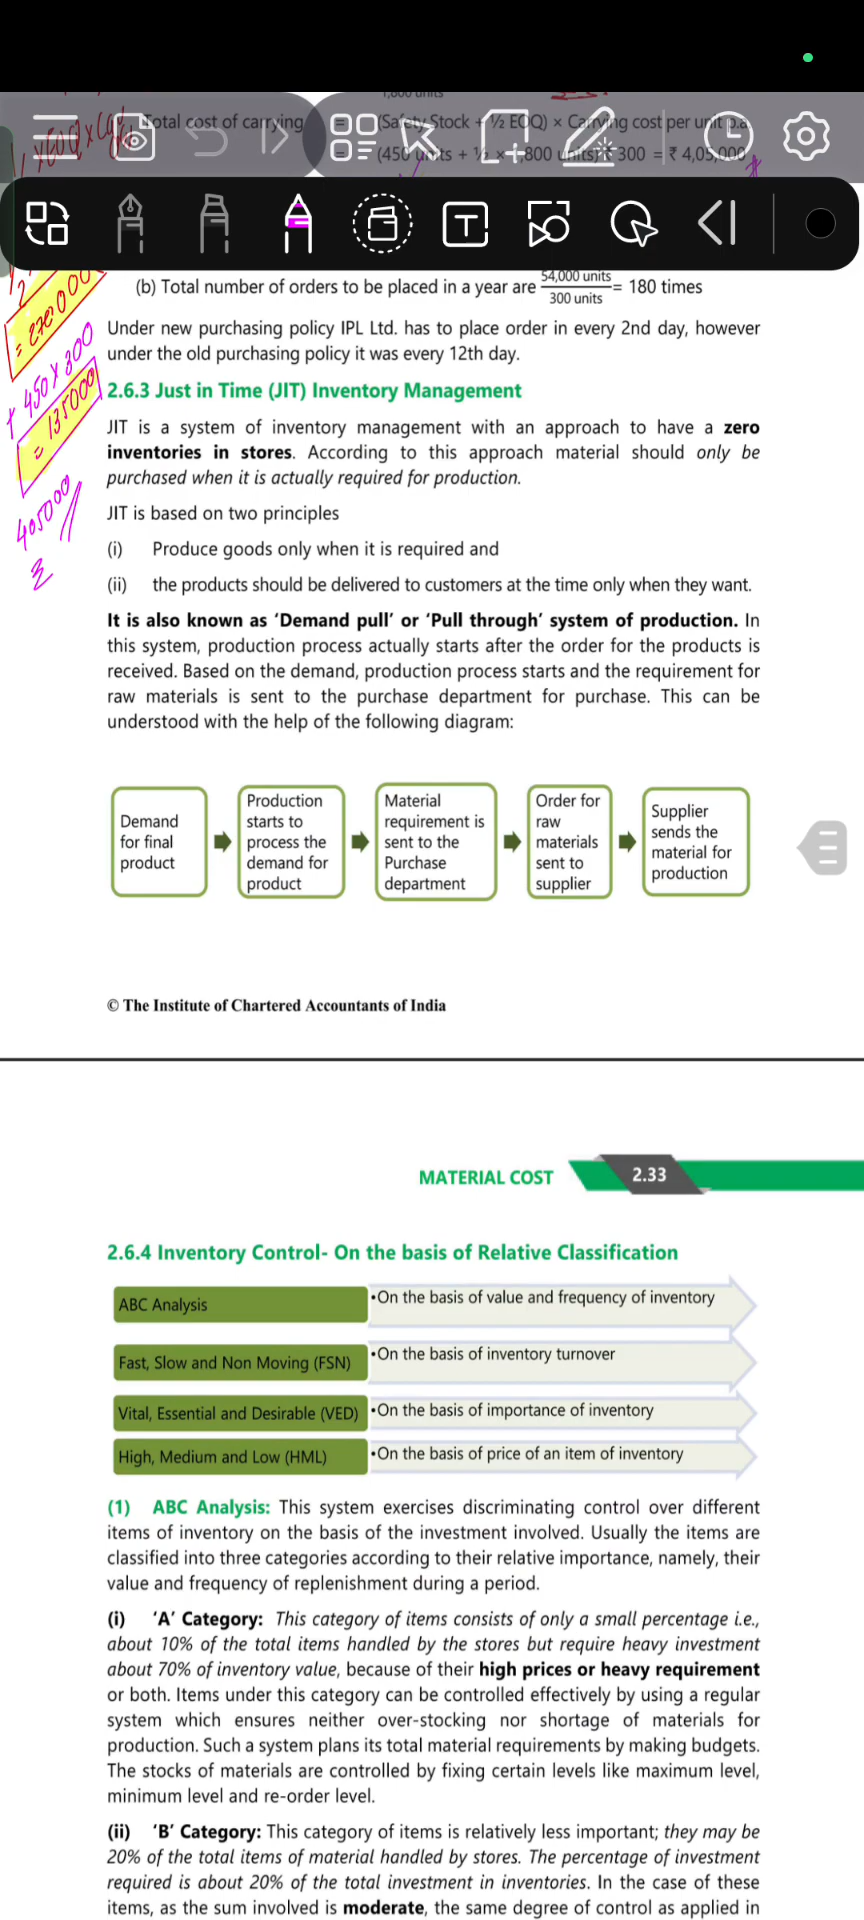 1,800 units
Total cost of carrying = (Safety Stock + ½ EOQ) × Carrying cost per unit p.a.
= (450 units + ½ × 1,800 units) × ₹ 300 = ₹ 4,05,000
T
(b) Total number of orders to be placed in a year are 54,000 units / 300 units = 180 times
= 270000
Under new purchasing policy IPL Ltd. has to place order in every 2nd day, however
under the old purchasing policy it was every 12th day.
+ 450 × 300
= 135000
405000
2.6.3 Just in Time (JIT) Inventory Management
JIT is a system of inventory management with an approach to have a zero
inventories in stores. According to this approach material should only be
purchased when it is actually required for production.
JIT is based on two principles
(i) Produce goods only when it is required and
(ii) the products should be delivered to customers at the time only when they want.
It is also known as ‘Demand pull’ or ‘Pull through’ system of production. In
this system, production process actually starts after the order for the products is
received. Based on the demand, production process starts and the requirement for
raw materials is sent to the purchase department for purchase. This can be
understood with the help of the following diagram:
Demand
for final
product
Production
starts to
process the
demand for
product
Material
requirement is
sent to the
Purchase
department
Order for
raw
materials
sent to
supplier
Supplier
sends the
material for
production
© The Institute of Chartered Accountants of India
MATERIAL COST 2.33
2.6.4 Inventory Control- On the basis of Relative Classification
ABC Analysis •On the basis of value and frequency of inventory
Fast, Slow and Non Moving (FSN) •On the basis of inventory turnover
Vital, Essential and Desirable (VED) •On the basis of importance of inventory
High, Medium and Low (HML) •On the basis of price of an item of inventory
(1) ABC Analysis: This system exercises discriminating control over different
items of inventory on the basis of the investment involved. Usually the items are
classified into three categories according to their relative importance, namely, their
value and frequency of replenishment during a period.
(i) ‘A’ Category: This category of items consists of only a small percentage i.e.,
about 10% of the total items handled by the stores but require heavy investment
about 70% of inventory value, because of their high prices or heavy requirement
or both. Items under this category can be controlled effectively by using a regular
system which ensures neither over-stocking nor shortage of materials for
production. Such a system plans its total material requirements by making budgets.
The stocks of materials are controlled by fixing certain levels like maximum level,
minimum level and re-order level.
(ii) ‘B’ Category: This category of items is relatively less important; they may be
20% of the total items of material handled by stores. The percentage of investment
required is about 20% of the total investment in inventories. In the case of these
items, as the sum involved is moderate, the same degree of control as applied in